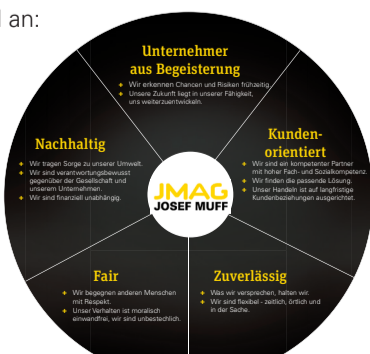 an:
Unternehmer
aus Begeisterung
+ Wir erkennen Chancen und Risiken frühzeitig.
+ Unsere Zukunft liegt in unserer Fähigkeit,
uns weiterzuentwickeln.
Kunden-
orientiert
+ Wir sind ein kompetenter Partner
mit hoher Fach- und Sozialkompetenz.
+ Wir finden die passende Lösung.
+ Unser Handeln ist auf langfristige
Kundenbeziehungen ausgerichtet.
Nachhaltig
+ Wir tragen Sorge zu unserer Umwelt.
+ Wir sind verantwortungsbewusst
gegenüber der Gesellschaft und
unserem Unternehmen.
+ Wir sind finanziell unabhängig.
JMAG
JOSEF MUFF
Fair
+ Wir begegnen anderen Menschen
mit Respekt.
+ Unser Verhalten ist moralisch
einwandfrei, wir sind unbestechlich.
Zuverlässig
+ Was wir versprechen, halten wir.
+ Wir sind flexibel - zeitlich, örtlich und
in der Sache.